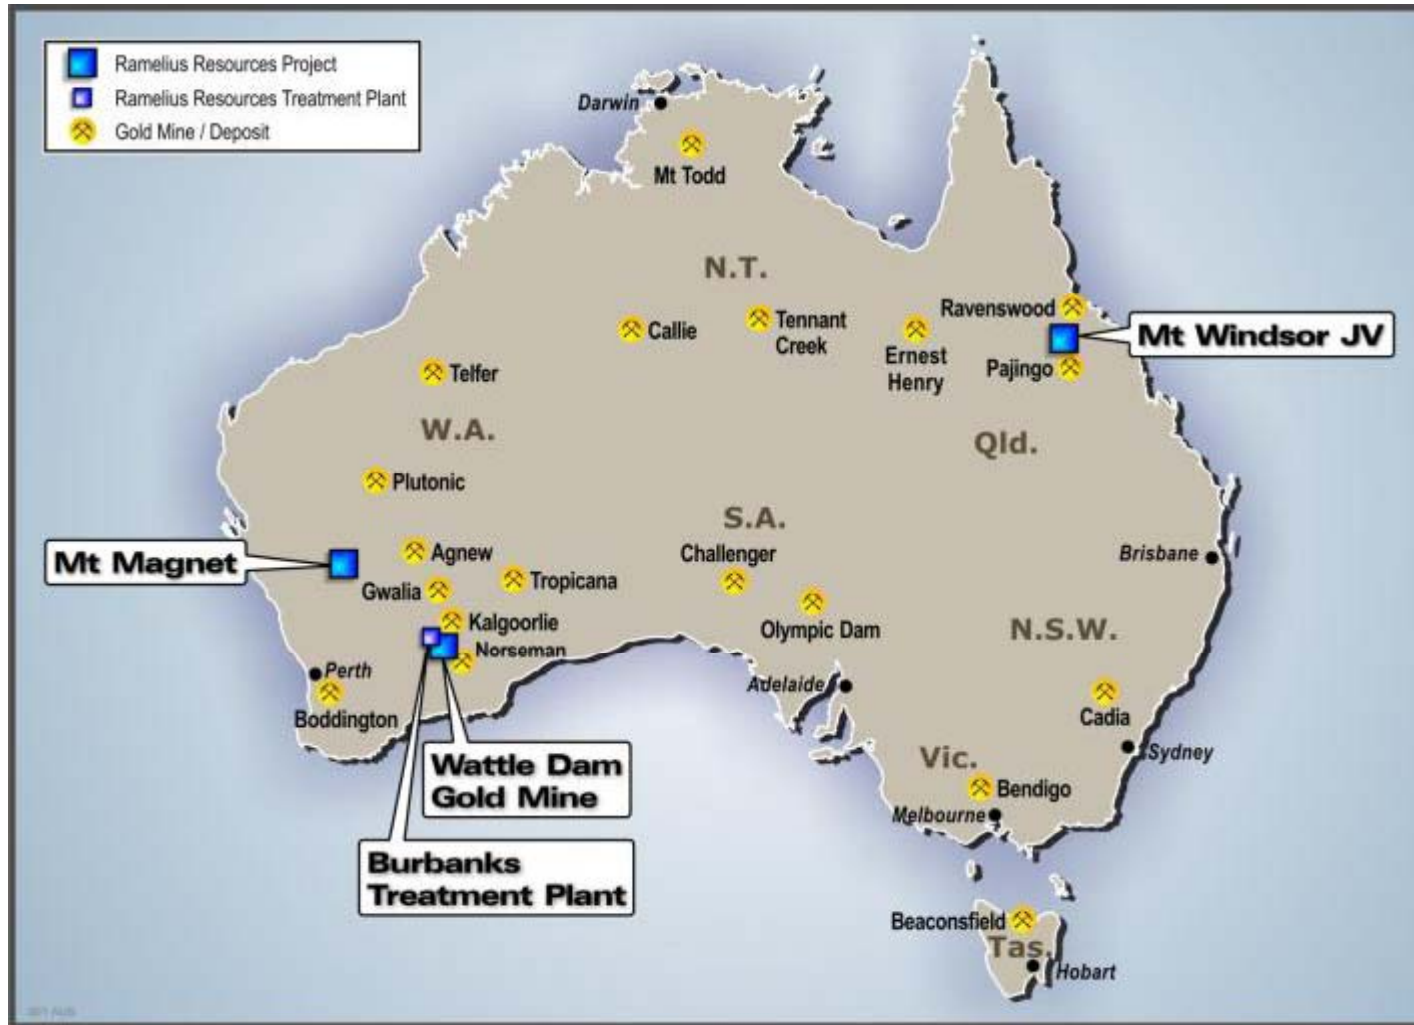 Ramelius Resources Project
Ramelius Resources Treatment Plant
Gold Mine / Deposit
Darwin
Mt Todd
N.T.
Ravenswood
Callie
Tennant
Creek
Ernest
Henry
Mt Windsor JV
Pajingo
Telfer
W.A.
Qld.
Plutonic
S.A.
Mt Magnet
Agnew
Challenger
Brisbane
Gwalia
Tropicana
Kalgoorlie
Olympic Dam
N.S.W.
Norseman
Perth
Adelaide
Boddington
Cadia
Sydney
Wattle Dam
Gold Mine
Vic.
Bendigo
Melbourne
Burbanks
Treatment Plant
Beaconsfield
Tas.
Hobart